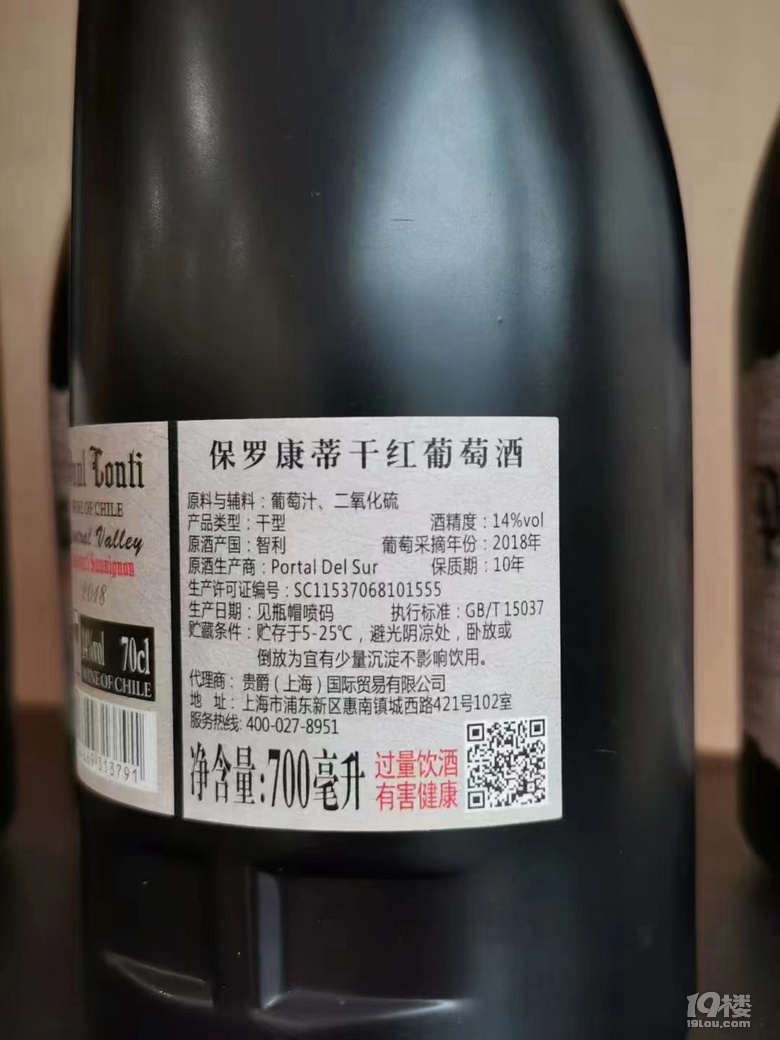 Conti
OF CHILE
Central Valley
Sauvignon
2018
14%vol 70cl
WINE OF CHILE
313791
保罗康蒂干红葡萄酒
原料与辅料：葡萄汁、二氧化硫
产品类型：干型 酒精度：14%vol
原酒产国：智利 葡萄采摘年份：2018年
原酒生产商：Portal Del Sur 保质期：10年
生产许可证编号：SC11537068101555
生产日期：见瓶帽喷码 执行标准：GB/T 15037
贮藏条件：贮存于5-25℃，避光阴凉处，卧放或
倒放为宜有少量沉淀不影响饮用。
代理商：贵爵（上海）国际贸易有限公司
地 址：上海市浦东新区惠南镇城西路421号102室
服务热线: 400-027-8951
净含量:700毫升
过量饮酒
有害健康
19楼
19lou.com